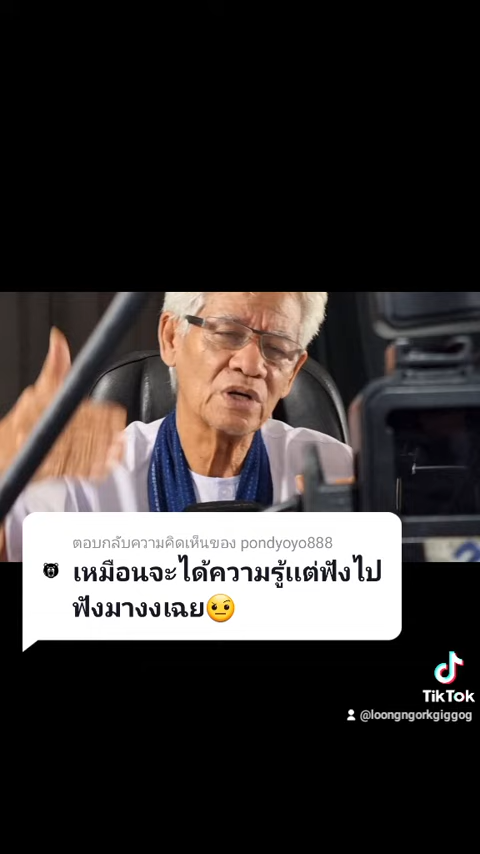 ตอบกลับความคิดเห็นของ pondyoyo888
เหมือนจะได้ความรู้แต่ฟังไป
ฟังมางงเฉย🤨
TikTok
@loongngorkgiggog